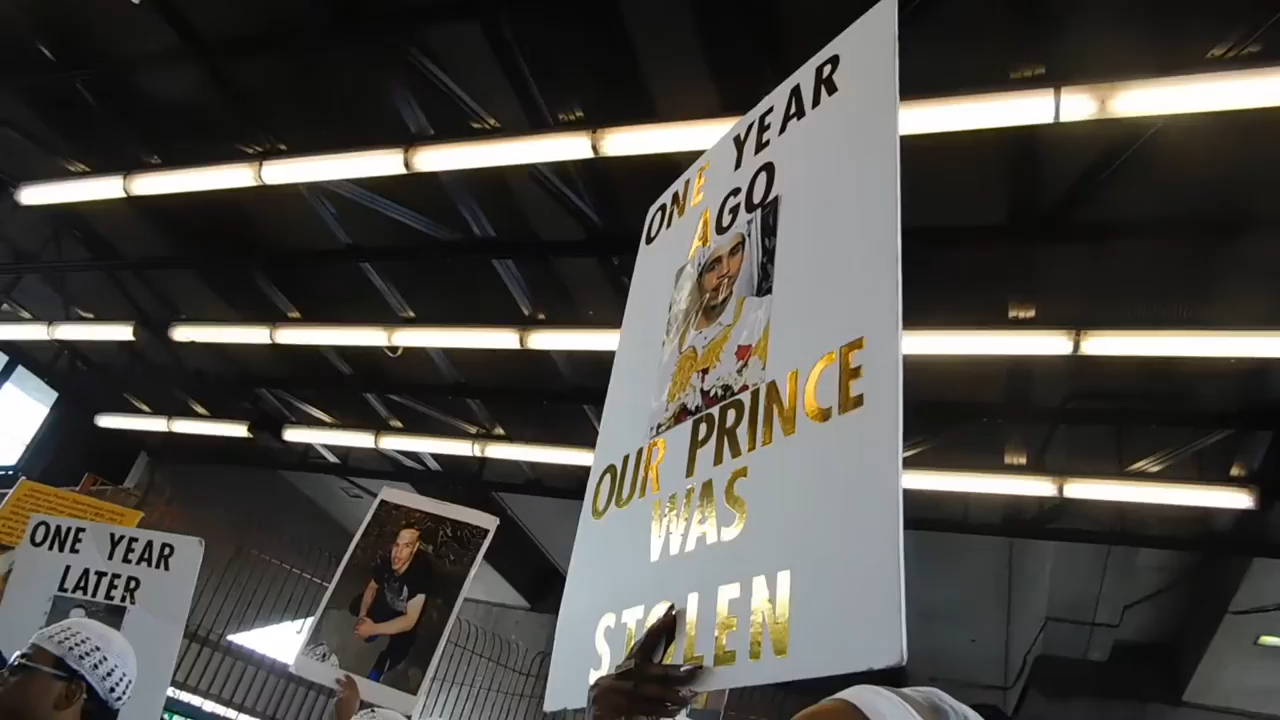 ONE YEAR
AGO
OUR PRINCE
WAS
STOLEN
ONE YEAR
LATER